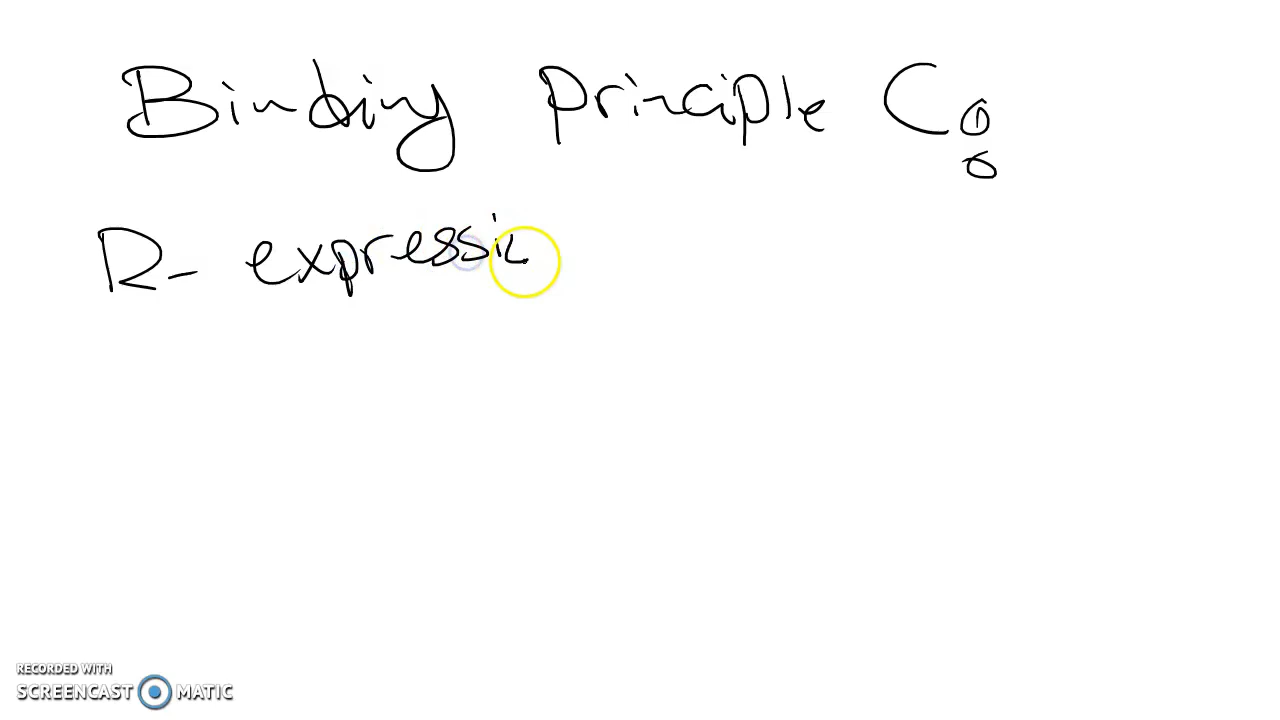 Binding Principle C:
R- expressi
RECORDED WITH
SCREENCAST MATIC